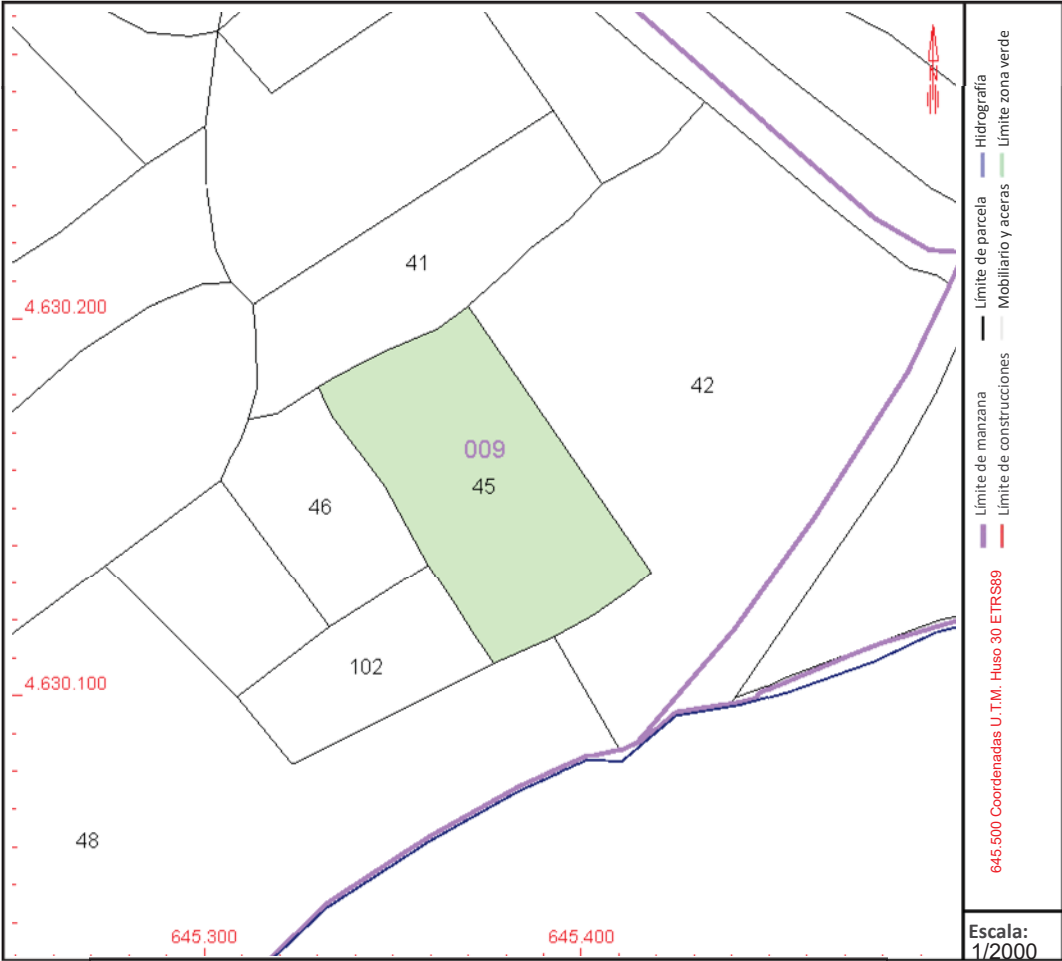 41
4.630.200
42
009
45
46
102
4.630.100
48
645.300
645.400
Hidrografía
Límite zona verde
Límite de parcela
Mobiliario y aceras
Límite de manzana
Límite de construcciones
645.500 Coordenadas U.T.M. Huso 30 ETRS89
Escala:
1/2000